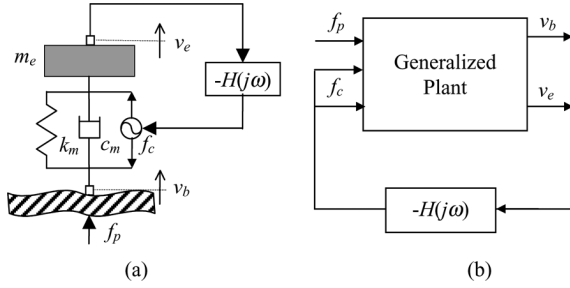 m_e
v_e
-H(jω)
k_m
c_m
f_c
v_b
f_p
(a)
f_p
Generalized
Plant
v_b
f_c
v_e
-H(jω)
(b)